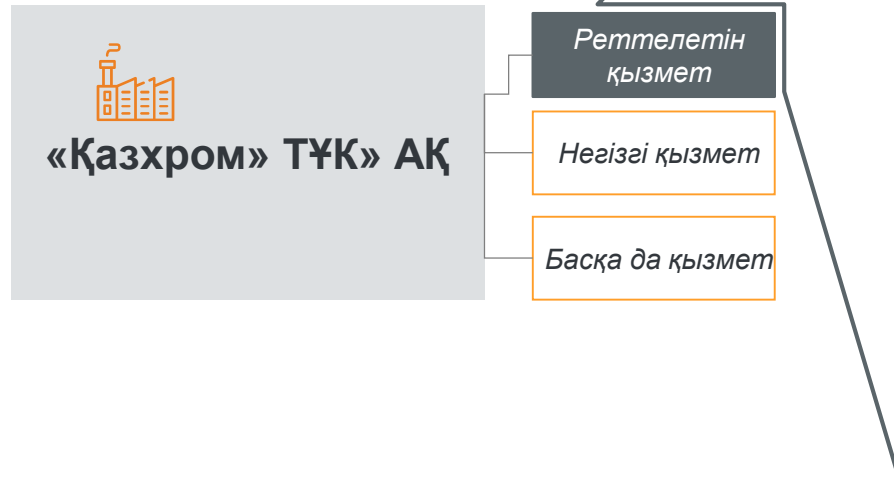 «Қазхром» ТҰК» АҚ
Реттелетін
қызмет
Негізгі қызмет
Басқа да қызмет